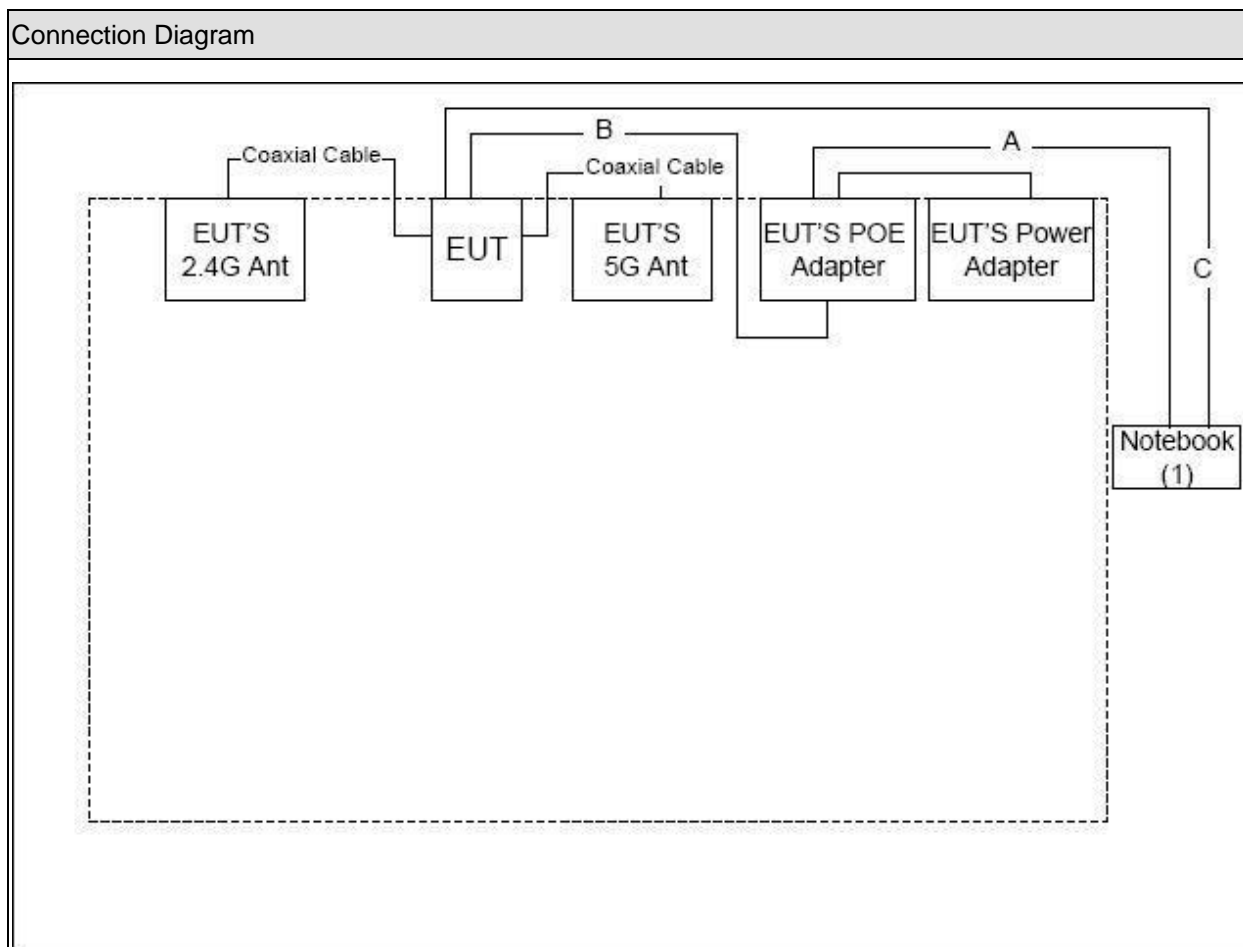 Connection Diagram
B
A
Coaxial Cable
Coaxial Cable
EUT'S
2.4G Ant
EUT
EUT'S
5G Ant
EUT'S POE
Adapter
EUT'S Power
Adapter
C
Notebook
(1)